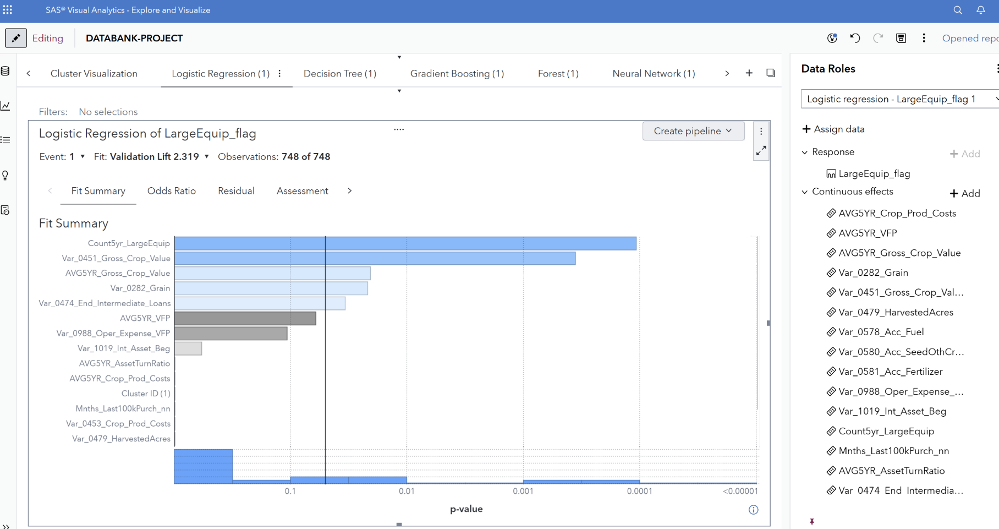 SAS® Visual Analytics - Explore and Visualize
Editing
DATABANK-PROJECT
Opened repo
Cluster Visualization
Logistic Regression (1)
Decision Tree (1)
Gradient Boosting (1)
Forest (1)
Neural Network (1)
Filters: No selections
Logistic Regression of LargeEquip_flag
Create pipeline
Event: 1 Fit: Validation Lift 2.319 Observations: 748 of 748
Fit Summary
Odds Ratio
Residual
Assessment
Fit Summary
Count5yr_LargeEquip
Var_0451_Gross_Crop_Value
AVG5YR_Gross_Crop_Value
Var_0282_Grain
Var_0474_End_Intermediate_Loans
AVG5YR_VFP
Var_0988_Oper_Expense_VFP
Var_1019_Int_Asset_Beg
AVG5YR_AssetTurnRatio
AVG5YR_Crop_Prod_Costs
Cluster ID (1)
Mnths_Last100kPurch_nn
Var_0453_Crop_Prod_Costs
Var_0479_HarvestedAcres
0.1
0.01
0.001
0.0001
<0.00001
p-value
Data Roles
Logistic regression - LargeEquip_flag 1
Assign data
Response
Add
LargeEquip_flag
Continuous effects
Add
AVG5YR_Crop_Prod_Costs
AVG5YR_VFP
AVG5YR_Gross_Crop_Value
Var_0282_Grain
Var_0451_Gross_Crop_Val...
Var_0479_HarvestedAcres
Var_0578_Acc_Fuel
Var_0580_Acc_SeedOthCr...
Var_0581_Acc_Fertilizer
Var_0988_Oper_Expense_...
Var_1019_Int_Asset_Beg
Count5yr_LargeEquip
Mnths_Last100kPurch_nn
AVG5YR_AssetTurnRatio
Var_0474_End_Intermedia...